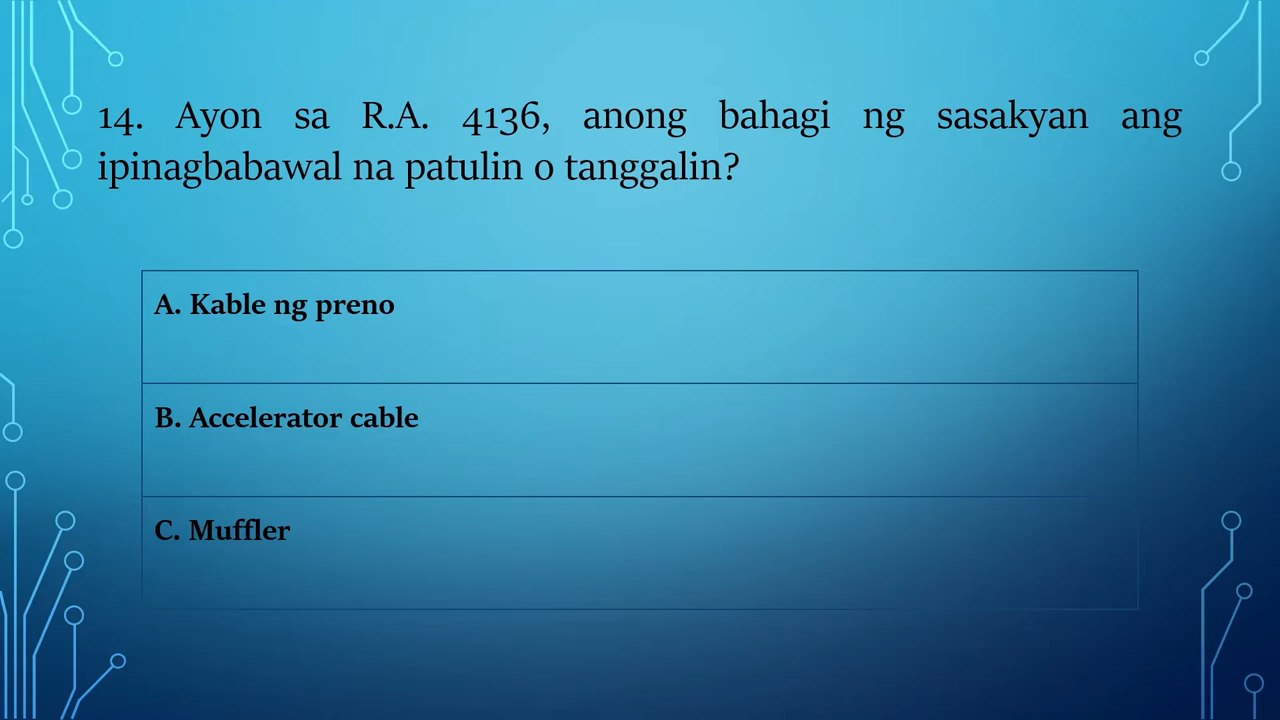 14. Ayon sa R.A. 4136, anong bahagi ng sasakyan ang
ipinagbabawal na patulin o tanggalin?
A. Kable ng preno
B. Accelerator cable
C. Muffler